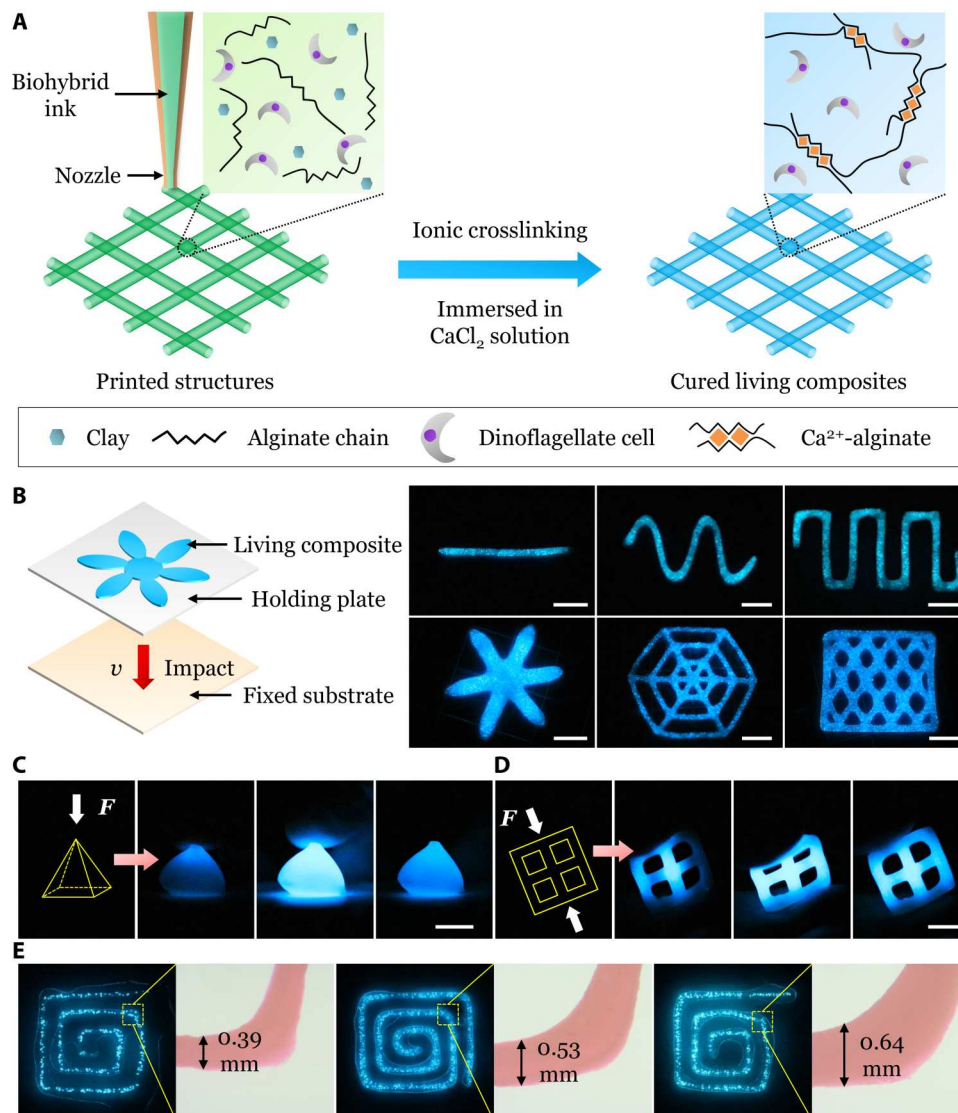 A
Biohybrid
ink
Nozzle
Ionic crosslinking
Immersed in
CaCl₂ solution
Printed structures
Cured living composites
Clay
Alginate chain
Dinoflagellate cell
Ca²⁺-alginate
B
Living composite
Holding plate
v
Impact
Fixed substrate
C
F
D
F
E
0.39
mm
0.53
mm
0.64
mm